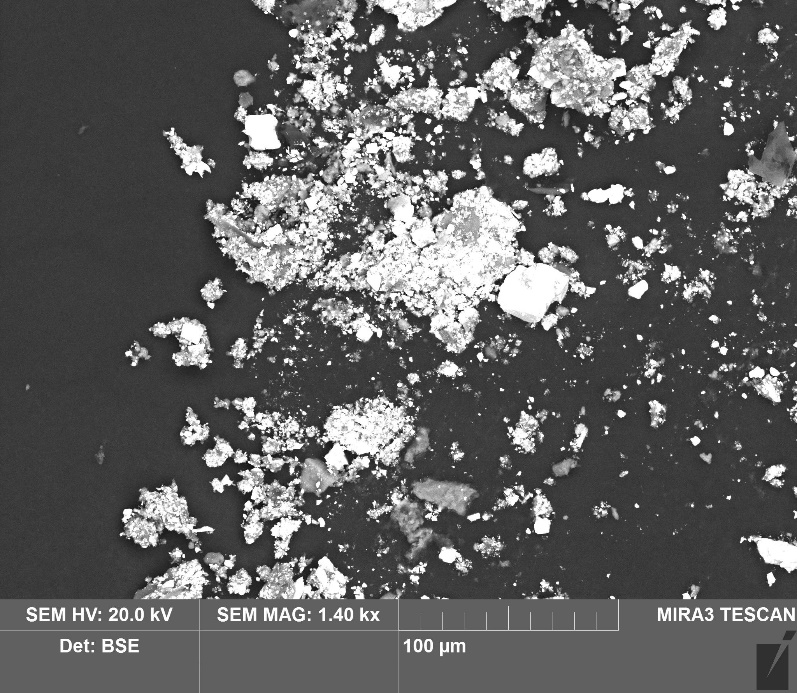 SEM HV: 20.0 kV
SEM MAG: 1.40 kx
MIRA3 TESCAN
Det: BSE
100 µm